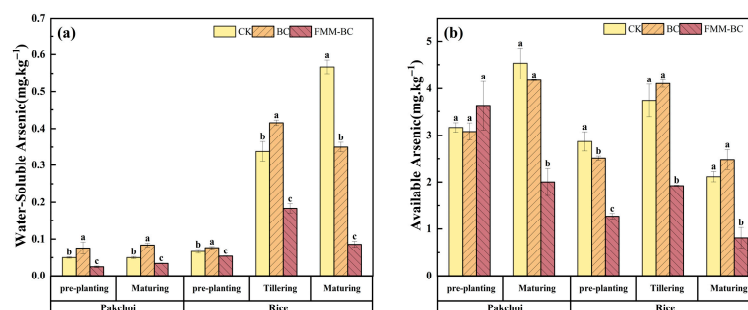 (a)
CK BC FMM-BC
Water-Soluble Arsenic(mg.kg⁻¹)
0.7
0.6
0.5
0.4
0.3
0.2
0.1
0.0
b a c
b a c
b a c
b a c
a b c
pre-planting Maturing pre-planting Tillering Maturing
Pakchoi Rice
(b)
CK BC FMM-BC
Available Arsenic(mg.kg⁻¹)
5
4
3
2
1
0
a a a
a a b
a b c
a a b
a a b
pre-planting Maturing pre-planting Tillering Maturing
Pakchoi Rice